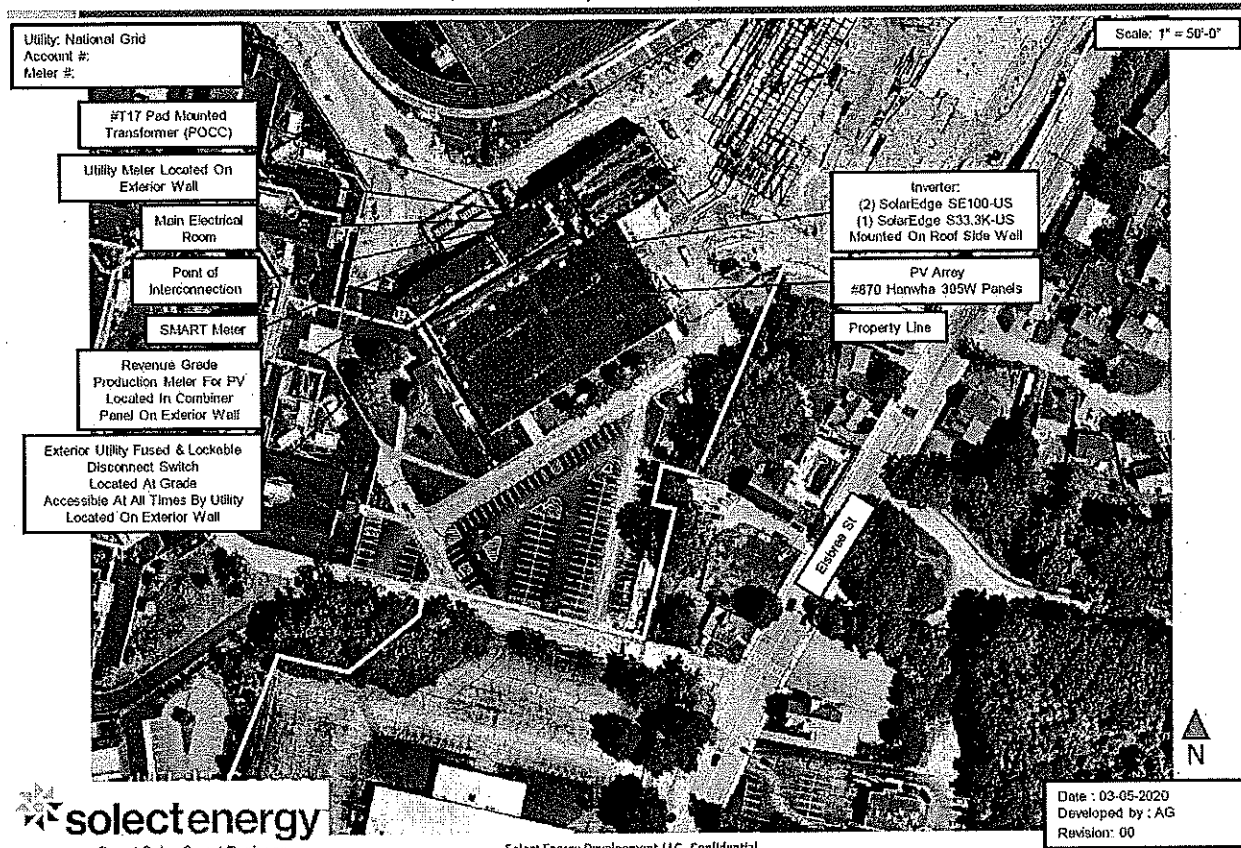 Utility: National Grid
Account #:
Meter #:
Scale: 1" = 50'-0"
#T17 Pad Mounted
Transformer (POCC)
Utility Meter Located On
Exterior Wall
Main Electrical
Room
Point of
Interconnection
SMART Meter
Revenue Grade
Production Meter For PV
Located In Combiner
Panel On Exterior Wall
Exterior Utility Fused & Lockable
Disconnect Switch
Located At Grade
Accessible At All Times By Utility
Located On Exterior Wall
Inverter:
(2) SolarEdge SE100-US
(1) SolarEdge S33.3K-US
Mounted On Roof Side Wall
PV Array
#870 Hanwha 305W Panels
Property Line
N
solectenergy
Solect Energy Development LLC. Confidential
Date : 03-05-2020
Developed by : AG
Revision: 00